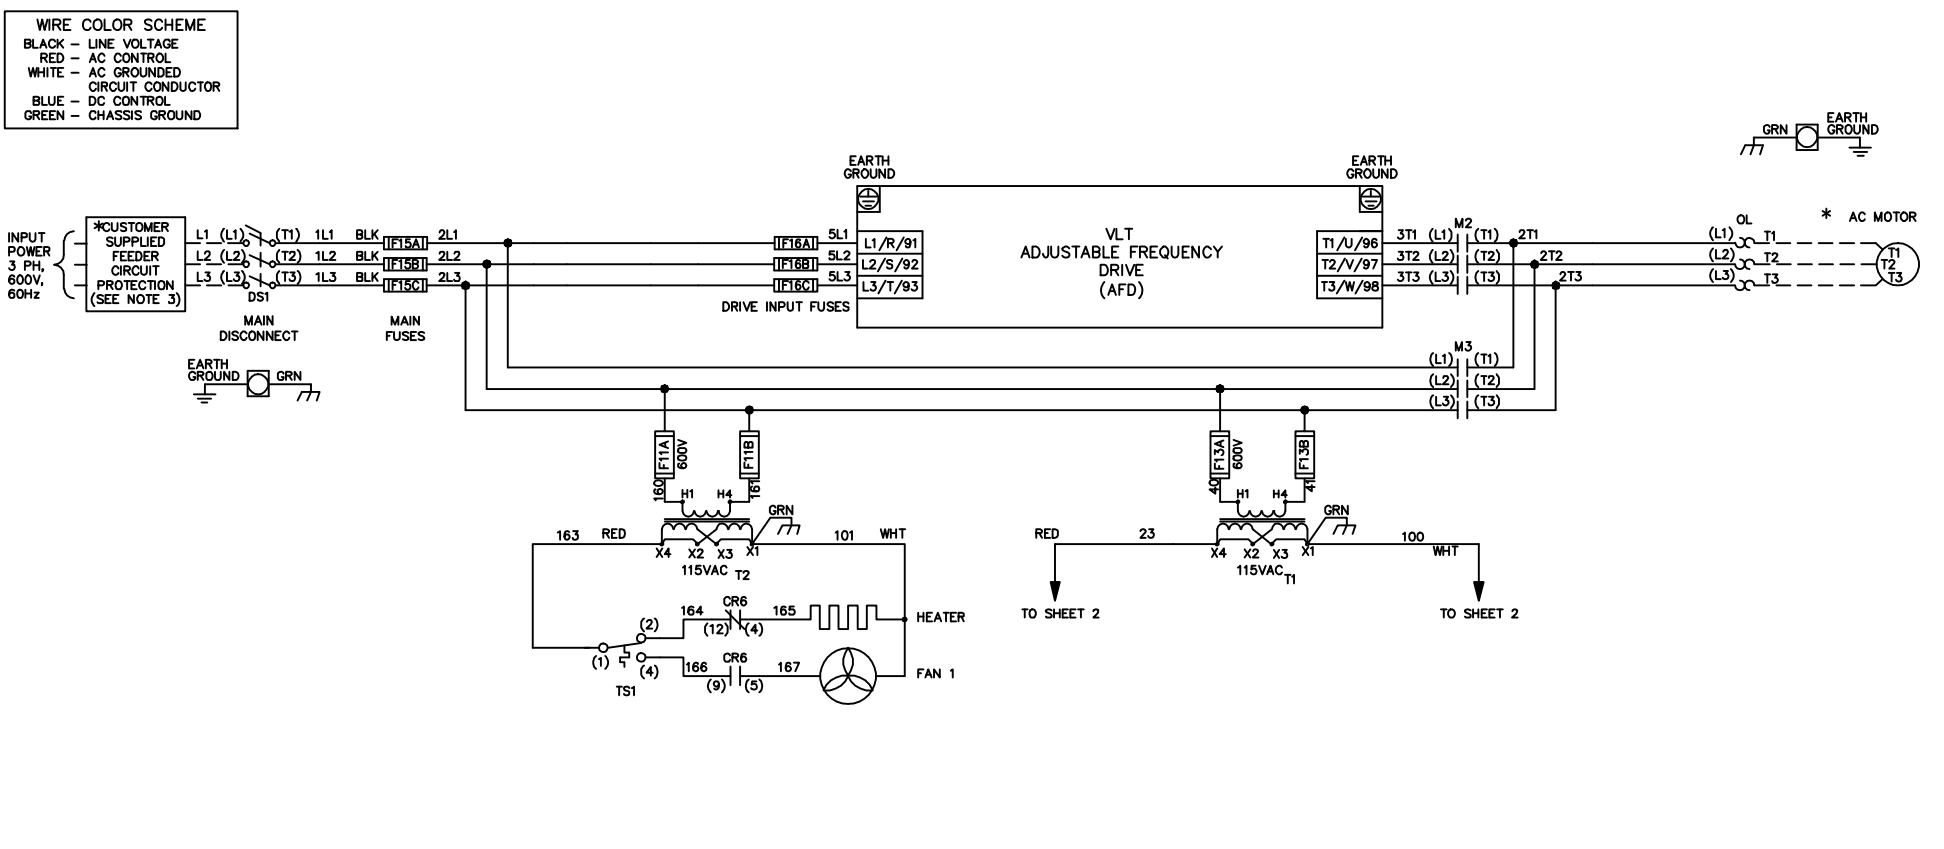 WIRE COLOR SCHEME
BLACK – LINE VOLTAGE
RED – AC CONTROL
WHITE – AC GROUNDED
CIRCUIT CONDUCTOR
BLUE – DC CONTROL
GREEN – CHASSIS GROUND
INPUT
POWER
3 PH,
600V,
60Hz
*CUSTOMER
SUPPLIED
FEEDER
CIRCUIT
PROTECTION
(SEE NOTE 3)
L1 (L1) (T1) 1L1 BLK F15A 2L1
L2 (L2) (T2) 1L2 BLK F15B 2L2
L3 (L3) (T3) 1L3 BLK F15C 2L3
DS1
MAIN
DISCONNECT
MAIN
FUSES
EARTH
GROUND
GRN
F16A 5L1
F16B 5L2
F16C 5L3
DRIVE INPUT FUSES
EARTH
GROUND
L1/R/91
L2/S/92
L3/T/93
VLT
ADJUSTABLE FREQUENCY
DRIVE
(AFD)
EARTH
GROUND
T1/U/96
T2/V/97
T3/W/98
M2
3T1 (L1) (T1) 2T1
3T2 (L2) (T2) 2T2
3T3 (L3) (T3) 2T3
M3
(L1) (T1)
(L2) (T2)
(L3) (T3)
GRN
EARTH
GROUND
* AC MOTOR
OL
(L1) T1
(L2) T2
(L3) T3
T1
T2
T3
F11A
600V
F11B
160
161
H1 H4
GRN
163 RED
101 WHT
X4 X2 X3 X1
115VAC T2
CR6
164 165
(12) (4)
HEATER
(2)
(1)
(4)
TS1
CR6
166 167
(9) (5)
FAN 1
F13A
600V
F13B
40
41
H1 H4
GRN
RED 23
100
WHT
X4 X2 X3 X1
115VAC T1
TO SHEET 2
TO SHEET 2